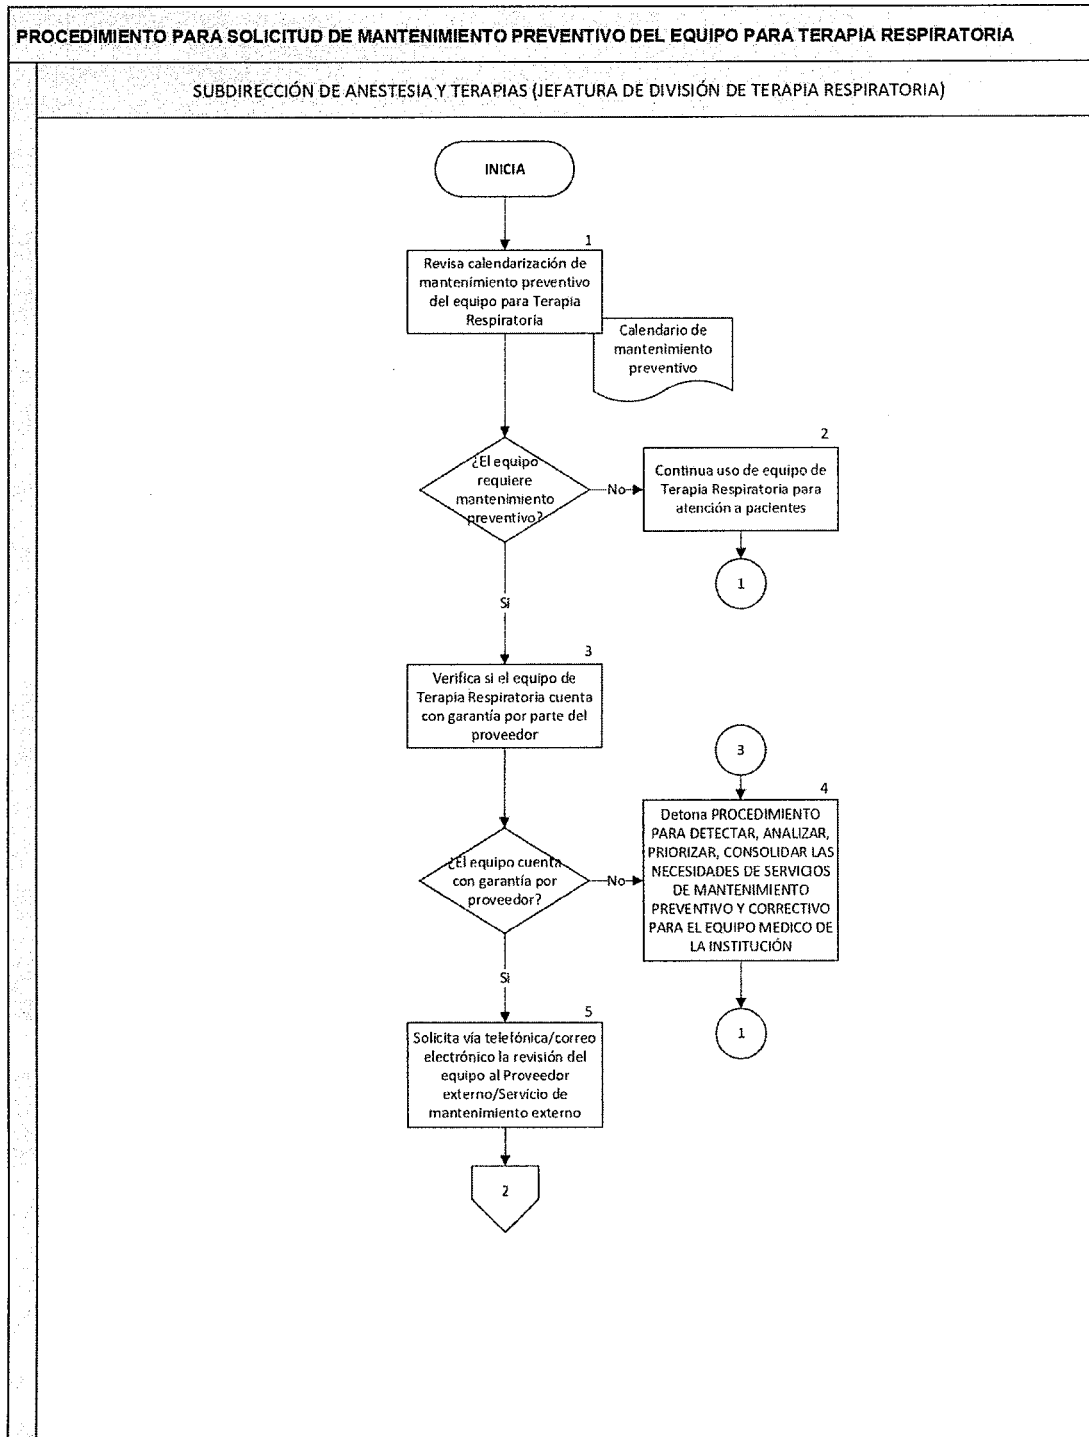 PROCEDIMIENTO PARA SOLICITUD DE MANTENIMIENTO PREVENTIVO DEL EQUIPO PARA TERAPIA RESPIRATORIA
SUBDIRECCIÓN DE ANESTESIA Y TERAPIAS (JEFATURA DE DIVISIÓN DE TERAPIA RESPIRATORIA)
INICIA
1
Revisa calendarización de
mantenimiento preventivo
del equipo para Terapia
Respiratoria
Calendario de
mantenimiento
preventivo
¿El equipo
requiere
mantenimiento
preventivo?
No
2
Continua uso de equipo de
Terapia Respiratoria para
atención a pacientes
1
Si
3
Verifica si el equipo de
Terapia Respiratoria cuenta
con garantía por parte del
proveedor
3
¿El equipo cuenta
con garantía por
proveedor?
No
4
Detona PROCEDIMIENTO
PARA DETECTAR, ANALIZAR,
PRIORIZAR, CONSOLIDAR LAS
NECESIDADES DE SERVICIOS
DE MANTENIMIENTO
PREVENTIVO Y CORRECTIVO
PARA EL EQUIPO MEDICO DE
LA INSTITUCIÓN
1
Si
5
Solicita vía telefónica/correo
electrónico la revisión del
equipo al Proveedor
externo/Servicio de
mantenimiento externo
2